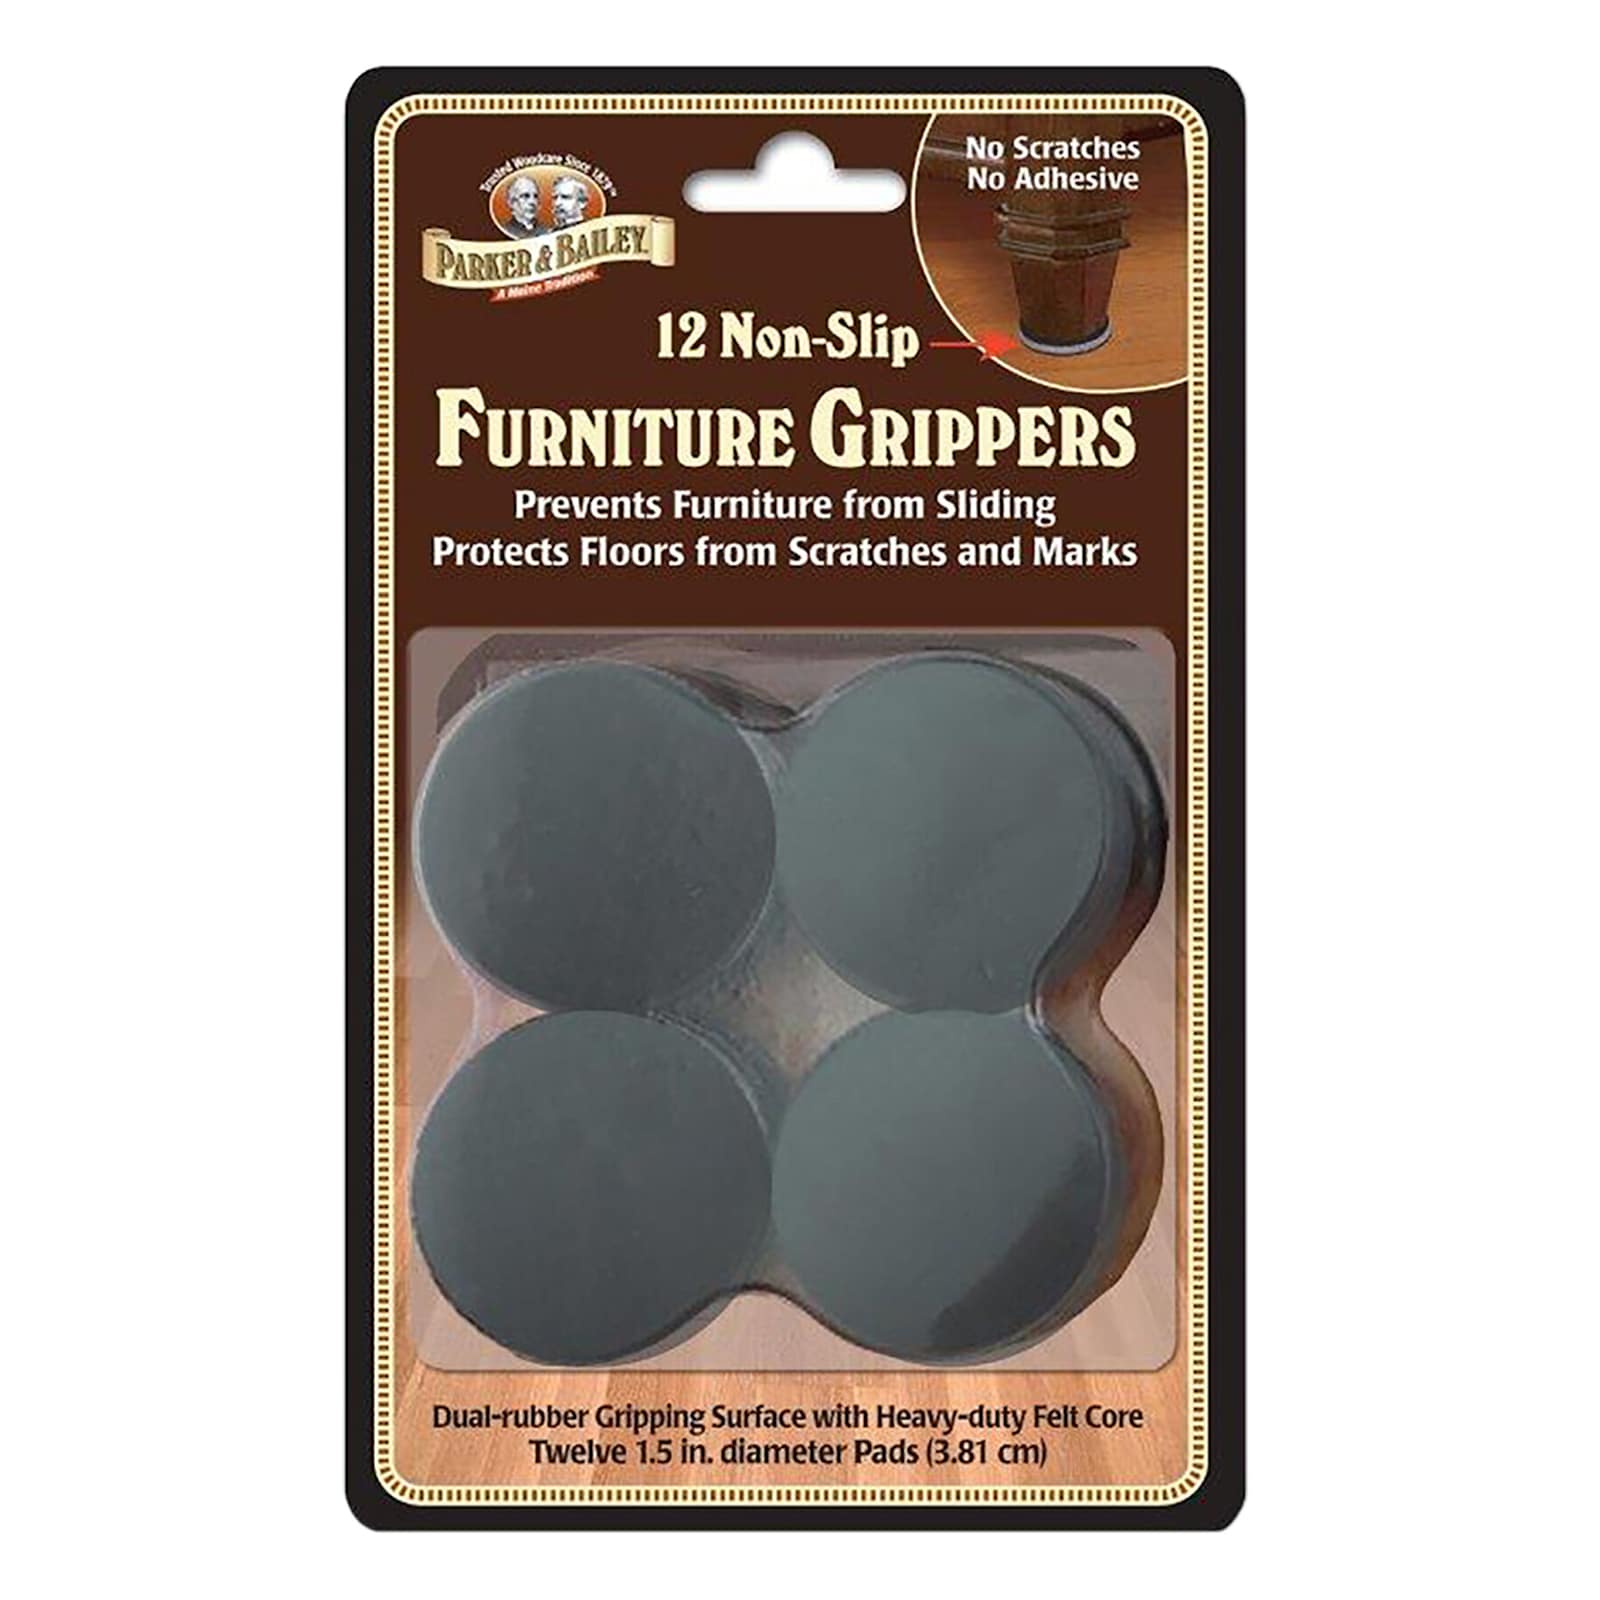 Trusted Woodcare Since 1879™
PARKER & BAILEY
A Maine Tradition
No Scratches
No Adhesive
12 Non-Slip
FURNITURE GRIPPERS
Prevents Furniture from Sliding
Protects Floors from Scratches and Marks
Dual-rubber Gripping Surface with Heavy-duty Felt Core
Twelve 1.5 in. diameter Pads (3.81 cm)